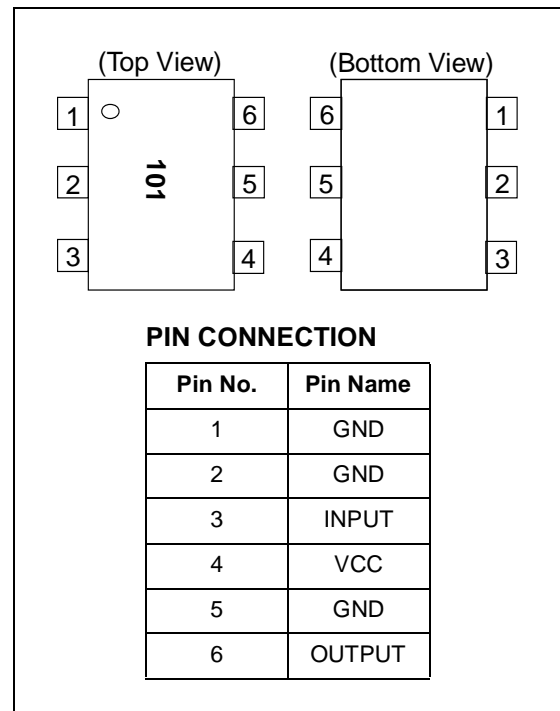 (Top View) (Bottom View)
1 6 6 1
101
2 5 5 2
3 4 4 3
PIN CONNECTION
Pin No. Pin Name
1 GND
2 GND
3 INPUT
4 VCC
5 GND
6 OUTPUT